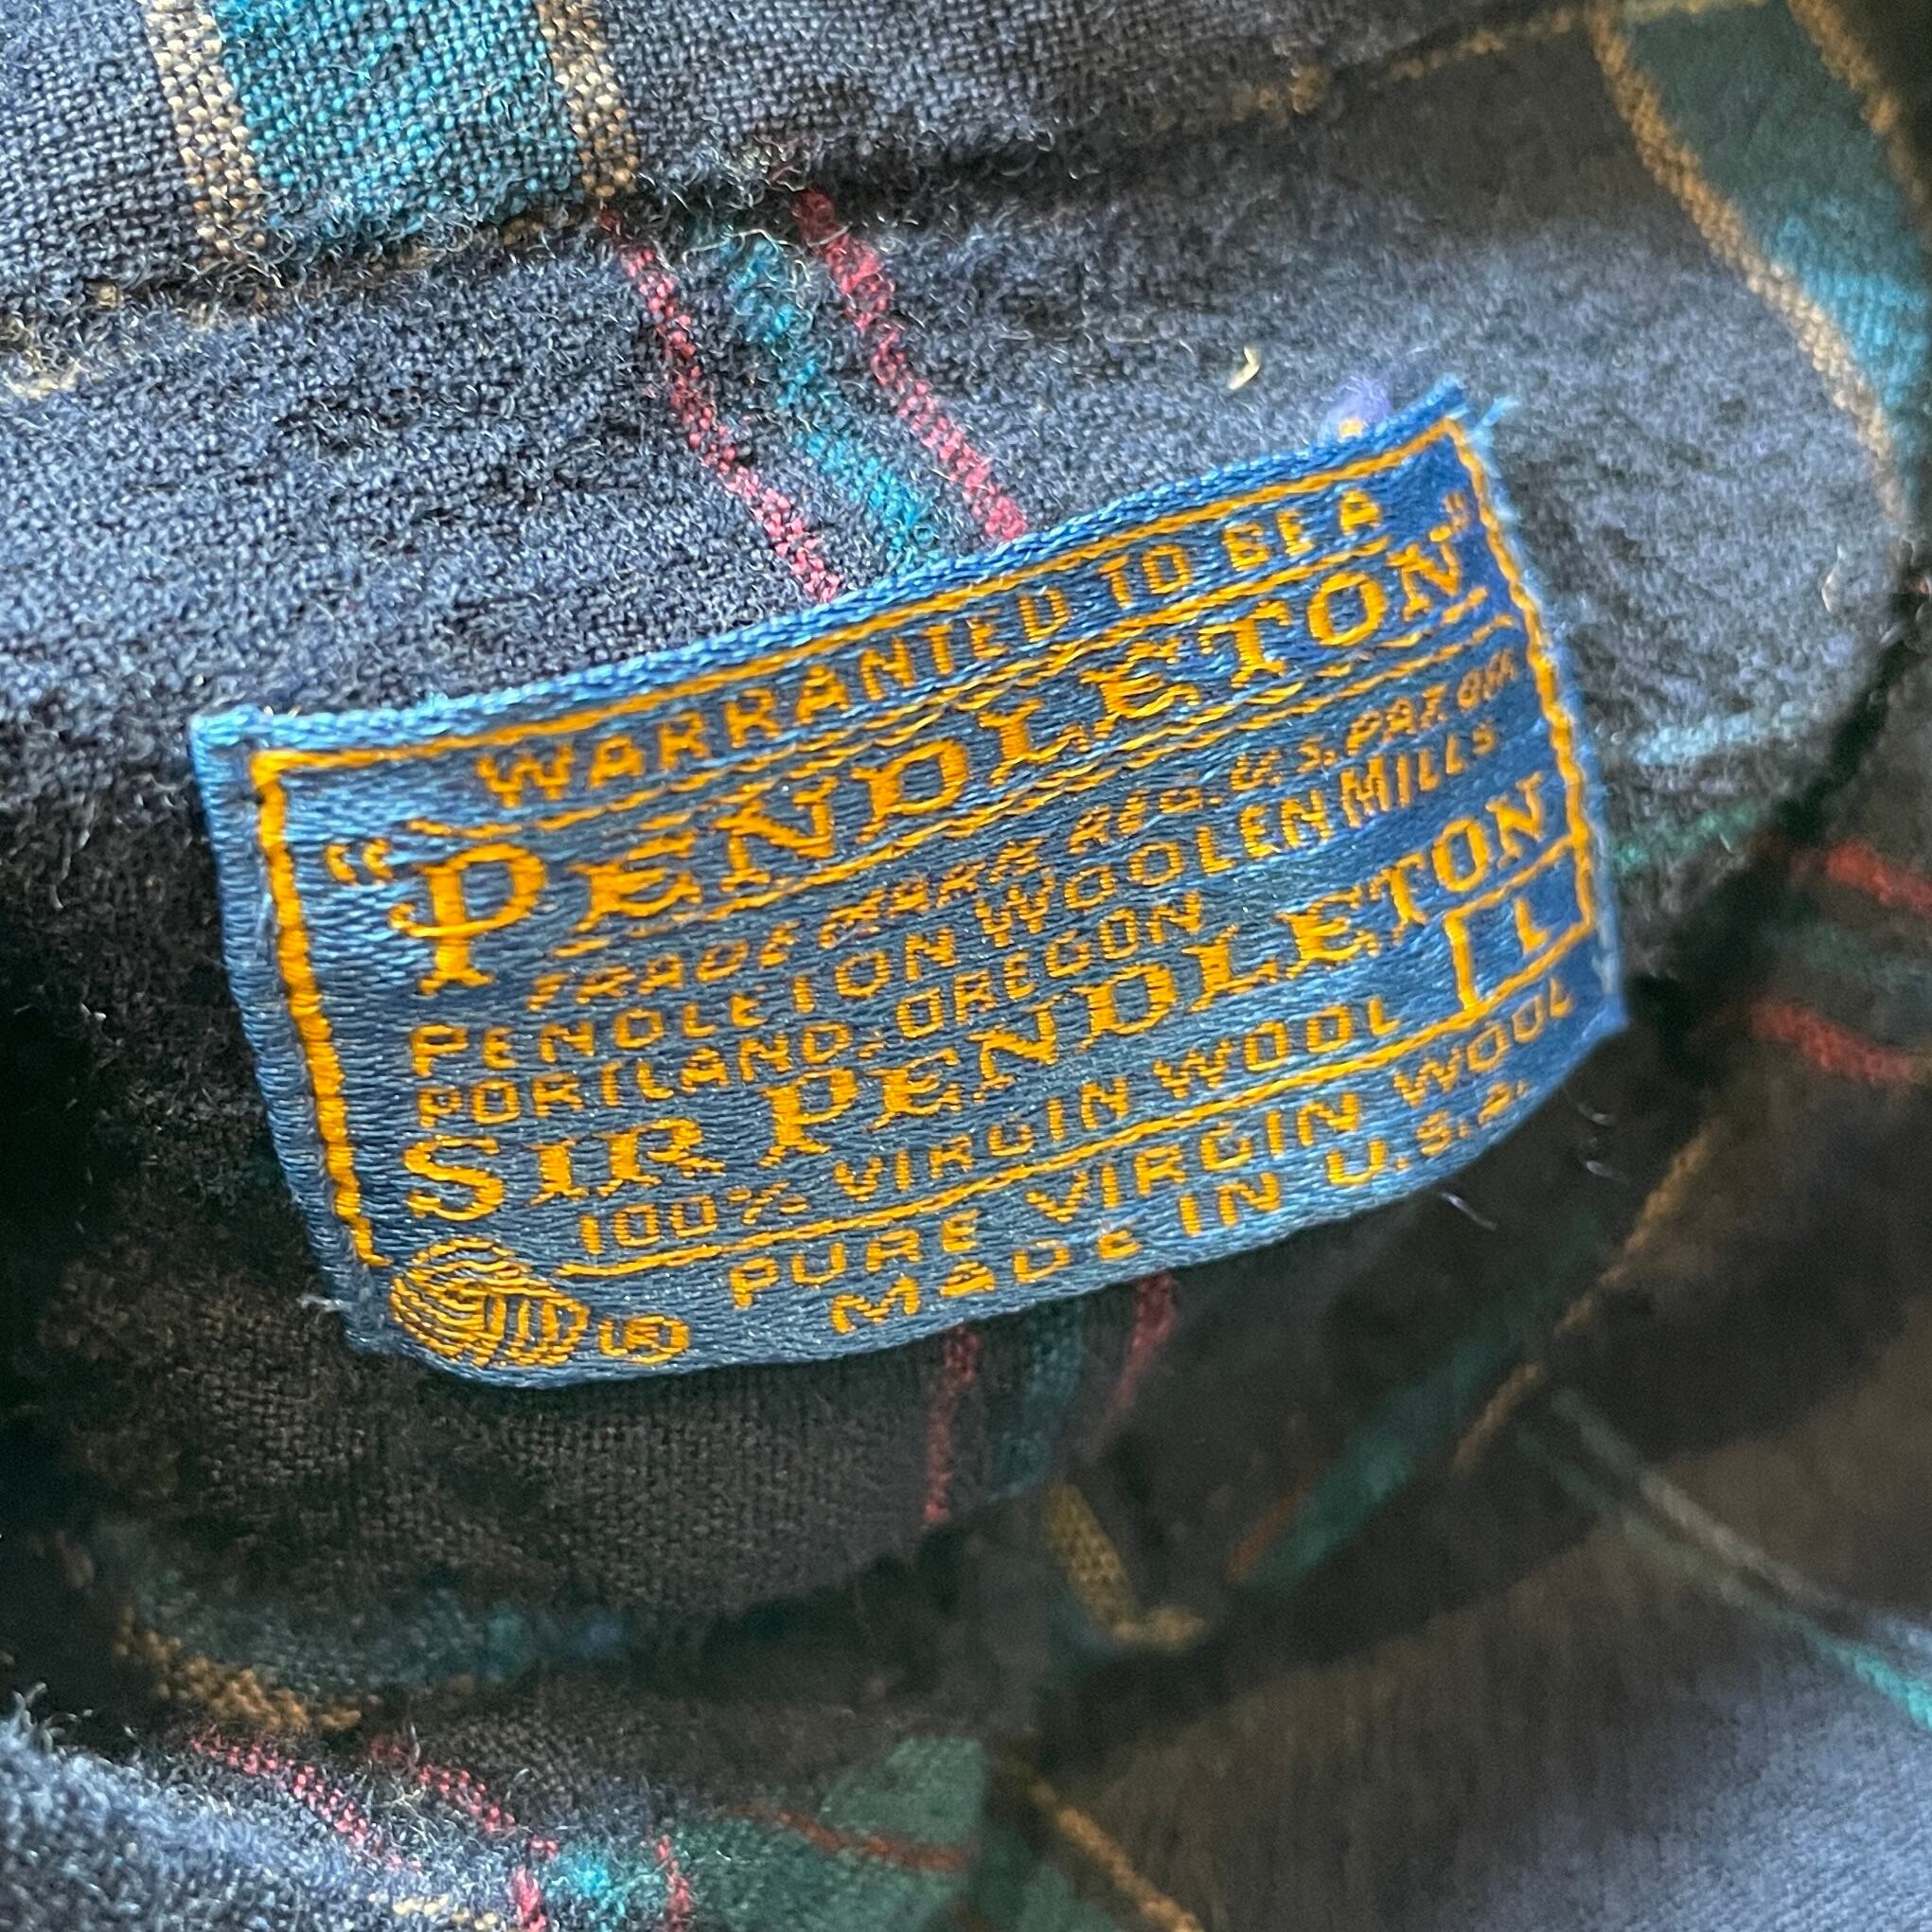 WARRANTED TO BE A
"PENDLETON"
TRADE MARK REG. U.S. PAT. OFF.
PENDLETON WOOLEN MILLS
PORTLAND, OREGON
SIR PENDLETON
100% VIRGIN WOOL L
PURE VIRGIN WOOL
® MADE IN U.S.A.